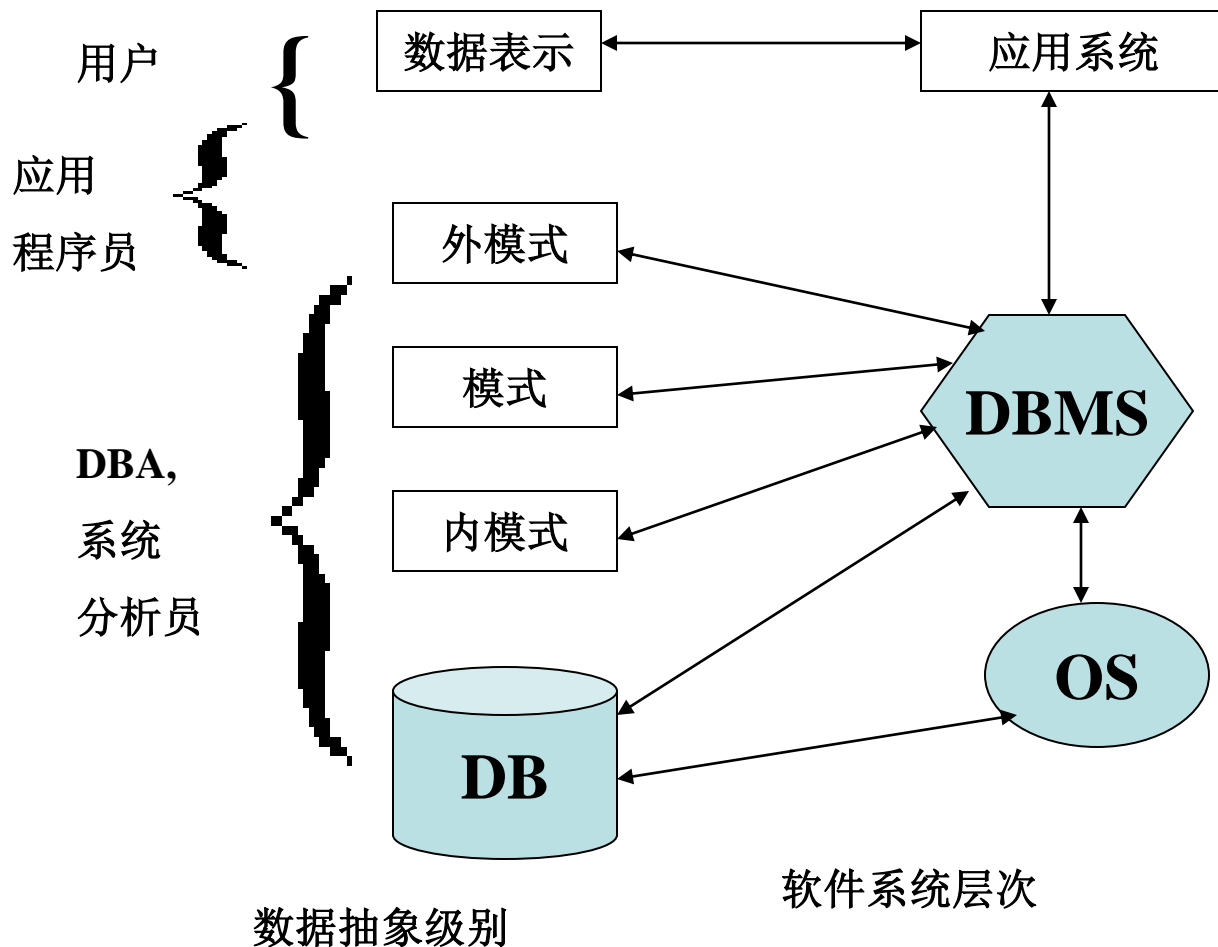 用户
数据表示
应用系统
应用
程序员
外模式
模式
DBMS
DBA,
系统
分析员
内模式
OS
DB
软件系统层次
数据抽象级别